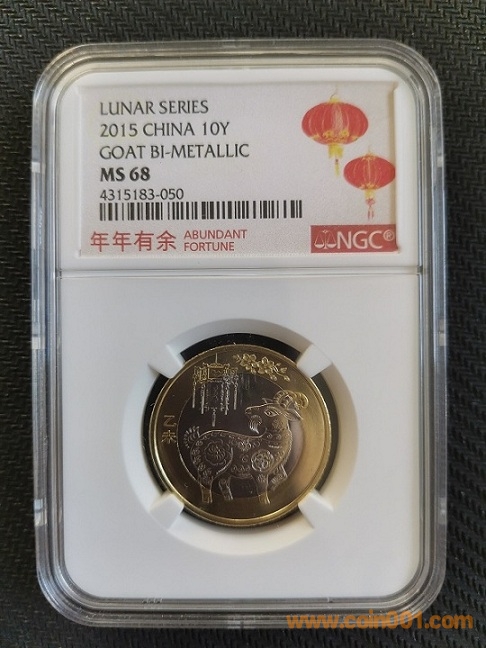 LUNAR SERIES
2015 CHINA 10Y
GOAT BI-METALLIC
MS 68
4315183-050
年年有余 ABUNDANT
FORTUNE
NGC®
乙未
www.coin001.com